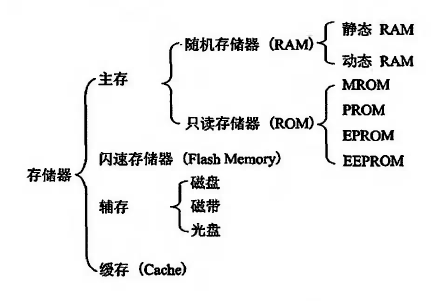 静态 RAM
随机存储器（RAM）
动态 RAM
主存
MROM
PROM
只读存储器（ROM）
EPROM
EEPROM
闪速存储器（Flash Memory）
存储器
磁盘
辅存
磁带
光盘
缓存（Cache）